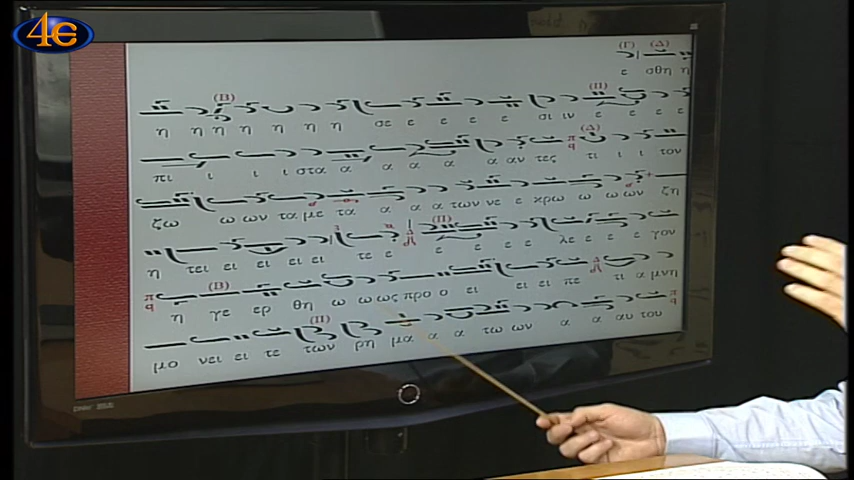 4ε
(Γ) (Δ)
ε σθη η
(Β) (Π)
η η η η η η η σε ε ε ε ε σι ιν ε ε ε ε
(Δ)
πι ι ι ι στα α α α α α αν τες π q τι ι ι τον
ζω ω ων τα με τα α α α των νε ε κρω ω ω ων ζη
(Π)
η τει ει ει ει ει τε ε ε ε ε ε λε ε ε ε γον
(Β)
π q η γε ερ θη ω ω ως προ ο ει ει ει πε τι α μνη
(Π)
μο νει ει τε των ρη μα α α τω ων α α αυ του π q